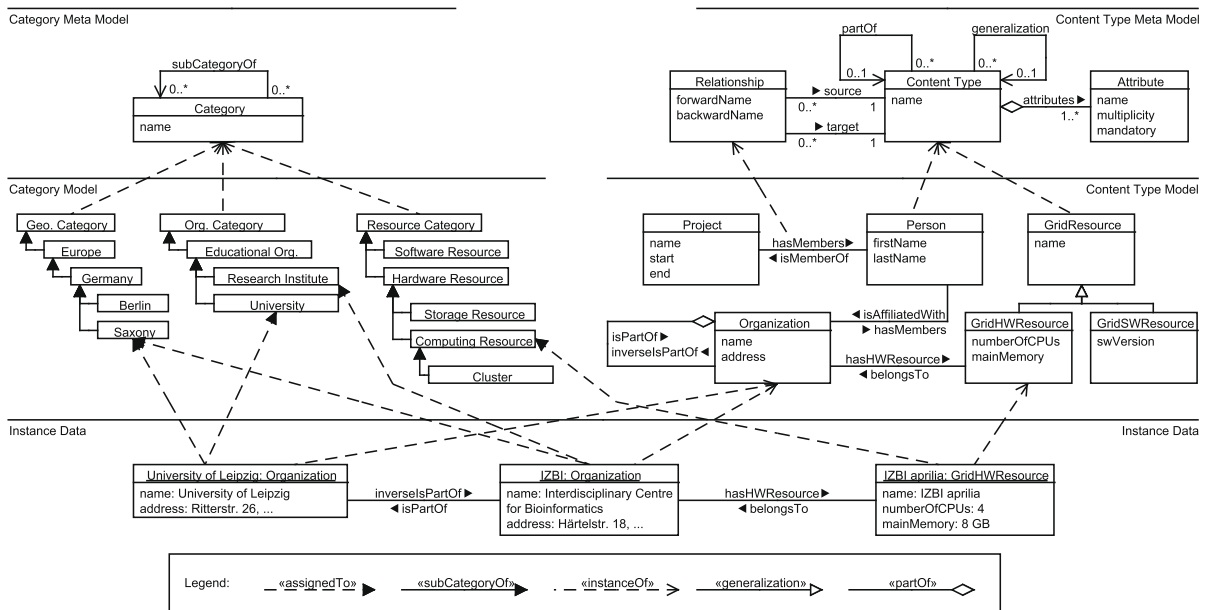 Category Meta Model
Content Type Meta Model
subCategoryOf
0..*
0..*
Category
name
partOf
generalization
0..1
0..*
0..*
0..1
Relationship
forwardName
backwardName
source
0..*
1
target
0..*
1
Content Type
name
attributes
1..*
Attribute
name
multiplicity
mandatory
Category Model
Content Type Model
Geo. Category
Europe
Germany
Berlin
Saxony
Org. Category
Educational Org.
Research Institute
University
Resource Category
Software Resource
Hardware Resource
Storage Resource
Computing Resource
Cluster
Project
name
start
end
hasMembers
isMemberOf
Person
firstName
lastName
GridResource
name
isPartOf
inverseIsPartOf
Organization
name
address
isAffiliatedWith
hasMembers
hasHWResource
belongsTo
GridHWResource
numberOfCPUs
mainMemory
GridSWResource
swVersion
Instance Data
Instance Data
University of Leipzig: Organization
name: University of Leipzig
address: Ritterstr. 26, ...
inverseIsPartOf
isPartOf
IZBI: Organization
name: Interdisciplinary Centre
for Bioinformatics
address: Härtelstr. 18, ...
hasHWResource
belongsTo
IZBI aprilia: GridHWResource
name: IZBI aprilia
numberOfCPUs: 4
mainMemory: 8 GB
Legend:
«assignedTo»
«subCategoryOf»
«instanceOf»
«generalization»
«partOf»